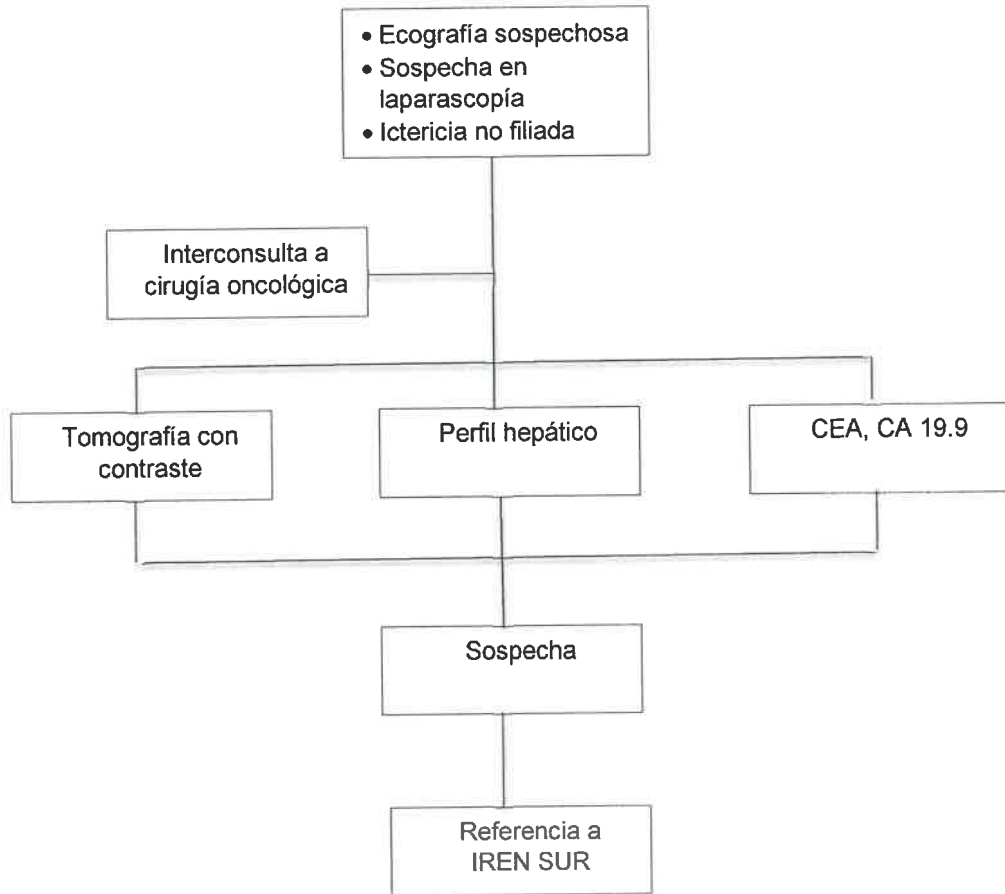 • Ecografía sospechosa
• Sospecha en
laparascopía
• Ictericia no filiada
Interconsulta a
cirugía oncológica
Tomografía con
contraste
Perfil hepático
CEA, CA 19.9
Sospecha
Referencia a
IREN SUR